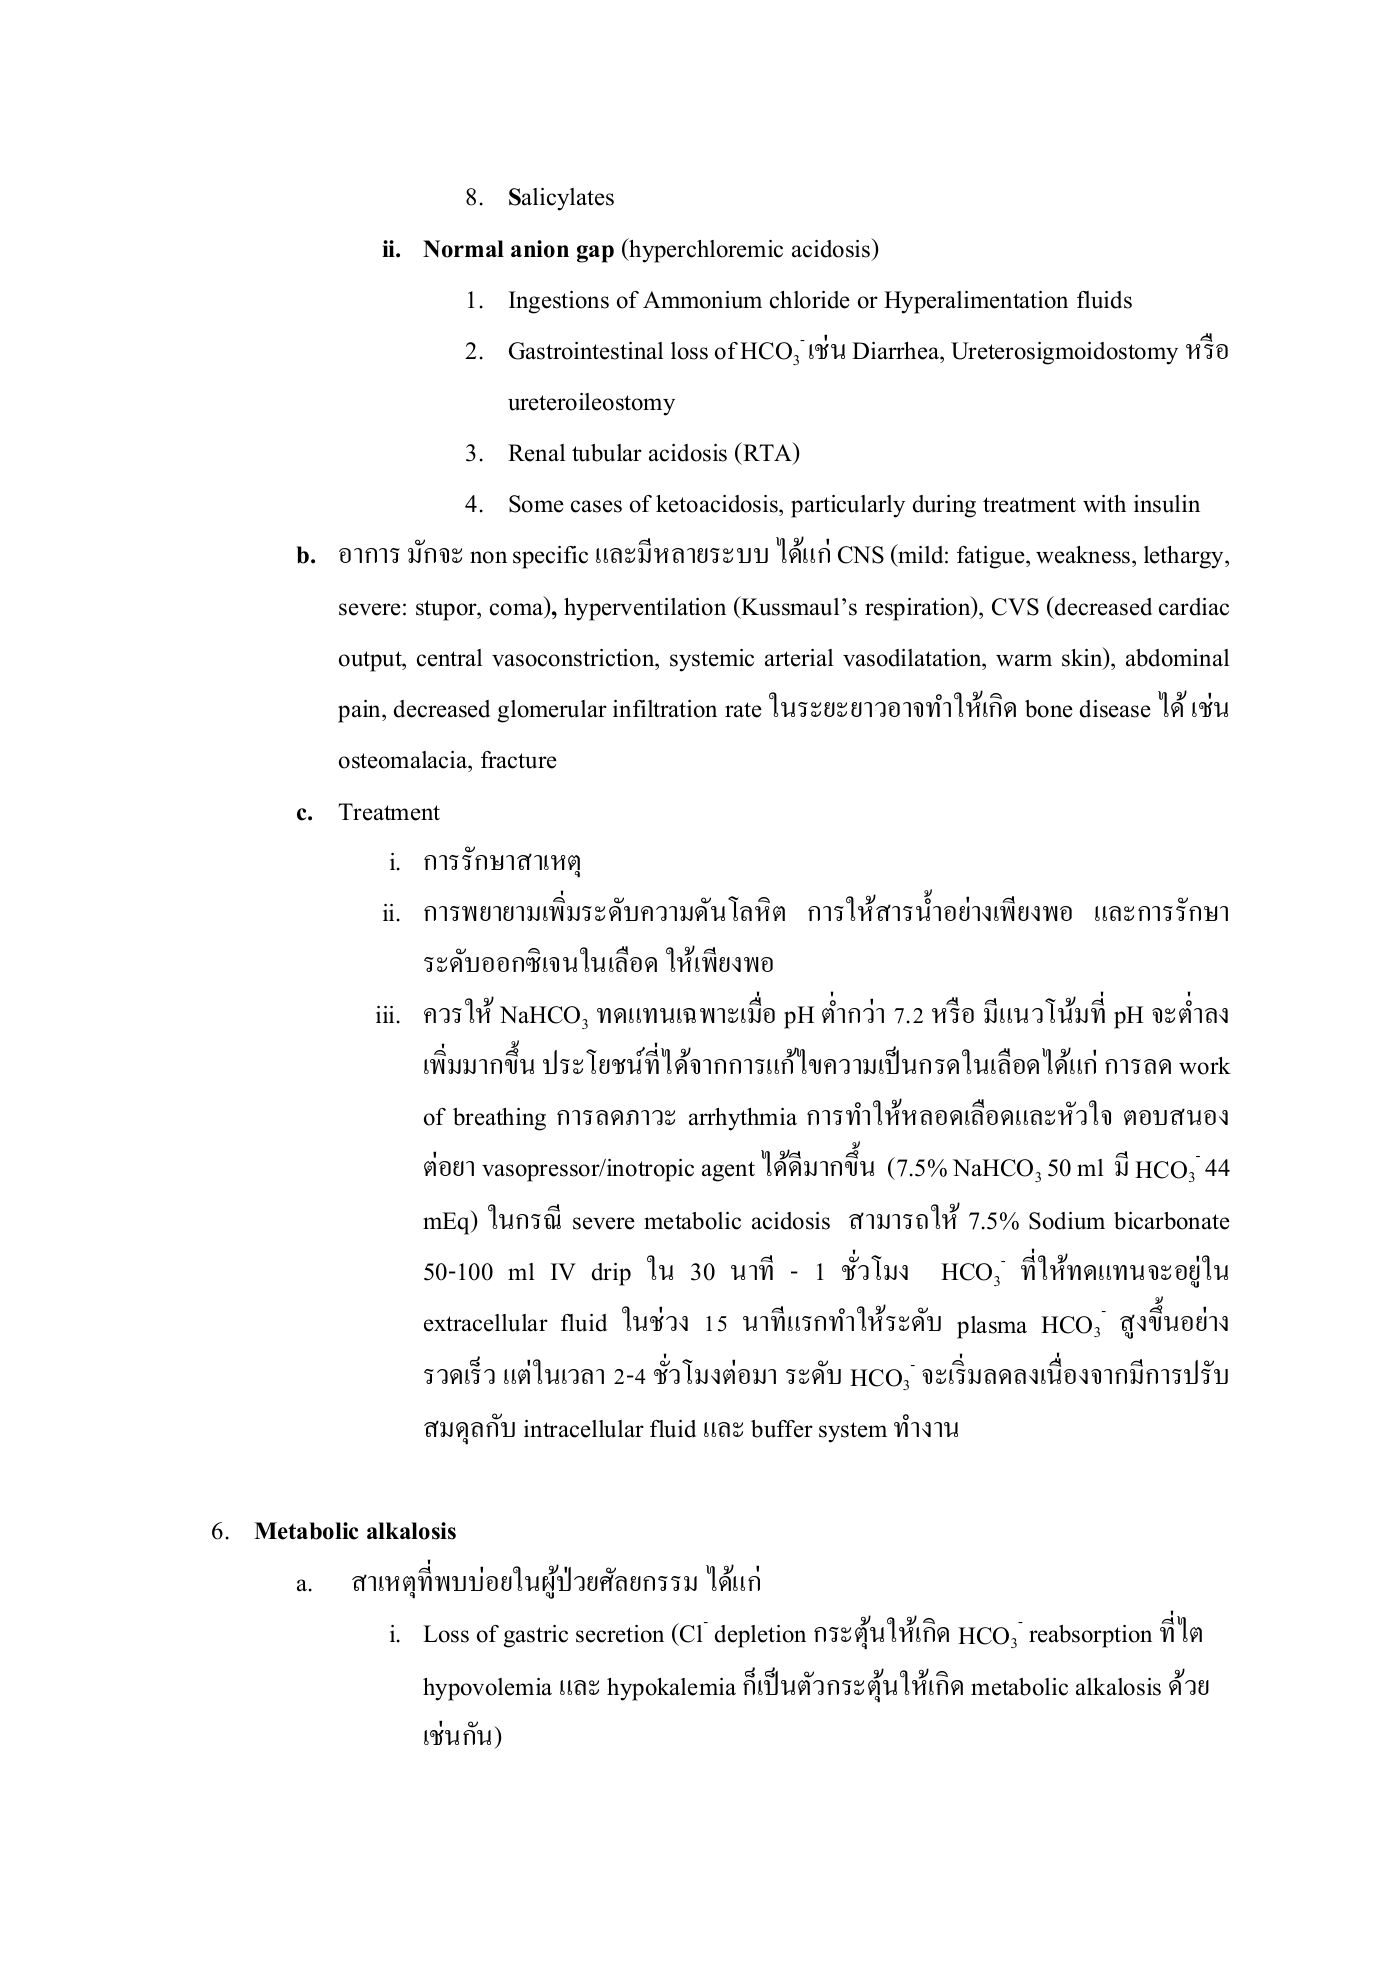 8. Salicylates
ii. Normal anion gap (hyperchloremic acidosis)
1. Ingestions of Ammonium chloride or Hyperalimentation fluids
2. Gastrointestinal loss of HCO₃⁻ เช่น Diarrhea, Ureterosigmoidostomy หรือ
ureteroileostomy
3. Renal tubular acidosis (RTA)
4. Some cases of ketoacidosis, particularly during treatment with insulin
b. อาการ มักจะ non specific และมีหลายระบบ ได้แก่ CNS (mild: fatigue, weakness, lethargy,
severe: stupor, coma), hyperventilation (Kussmaul’s respiration), CVS (decreased cardiac
output, central vasoconstriction, systemic arterial vasodilatation, warm skin), abdominal
pain, decreased glomerular infiltration rate ในระยะยาวอาจทำให้เกิด bone disease ได้ เช่น
osteomalacia, fracture
c. Treatment
i. การรักษาสาเหตุ
ii. การพยายามเพิ่มระดับความดันโลหิต การให้สารน้ำอย่างเพียงพอ และการรักษา
ระดับออกซิเจนในเลือด ให้เพียงพอ
iii. ควรให้ NaHCO₃ ทดแทนเฉพาะเมื่อ pH ต่ำกว่า 7.2 หรือ มีแนวโน้มที่ pH จะต่ำลง
เพิ่มมากขึ้น ประโยชน์ที่ได้จากการแก้ไขความเป็นกรดในเลือดได้แก่ การลด work
of breathing การลดภาวะ arrhythmia การทำให้หลอดเลือดและหัวใจ ตอบสนอง
ต่อยา vasopressor/inotropic agent ได้ดีมากขึ้น (7.5% NaHCO₃ 50 ml มี HCO₃⁻ 44
mEq) ในกรณี severe metabolic acidosis สามารถให้ 7.5% Sodium bicarbonate
50-100 ml IV drip ใน 30 นาที - 1 ชั่วโมง HCO₃⁻ ที่ให้ทดแทนจะอยู่ใน
extracellular fluid ในช่วง 15 นาทีแรกทำให้ระดับ plasma HCO₃⁻ สูงขึ้นอย่าง
รวดเร็ว แต่ในเวลา 2-4 ชั่วโมงต่อมา ระดับ HCO₃⁻ จะเริ่มลดลงเนื่องจากมีการปรับ
สมดุลกับ intracellular fluid และ buffer system ทำงาน
6. Metabolic alkalosis
a. สาเหตุที่พบบ่อยในผู้ป่วยศัลยกรรม ได้แก่
i. Loss of gastric secretion (Cl⁻ depletion กระตุ้นให้เกิด HCO₃⁻ reabsorption ที่ไต
hypovolemia และ hypokalemia ก็เป็นตัวกระตุ้นให้เกิด metabolic alkalosis ด้วย
เช่นกัน)